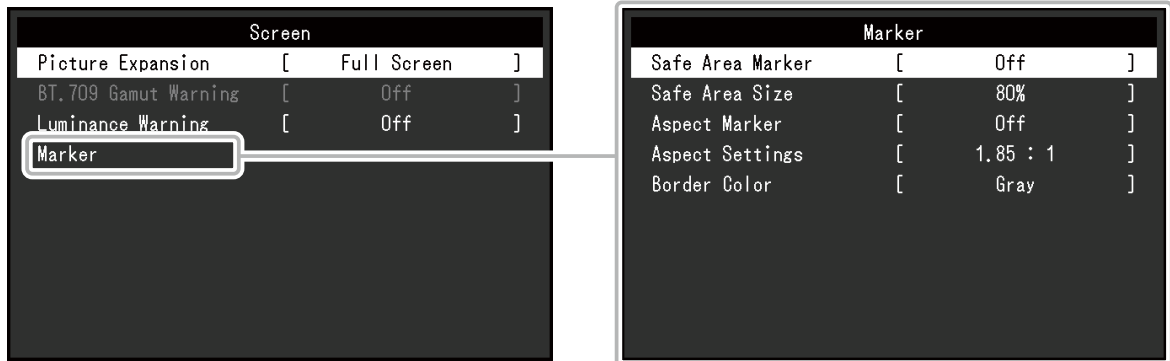 Screen
Picture Expansion [ Full Screen ]
BT.709 Gamut Warning [ Off ]
Luminance Warning [ Off ]
Marker
Marker
Safe Area Marker [ Off ]
Safe Area Size [ 80% ]
Aspect Marker [ Off ]
Aspect Settings [ 1.85 : 1 ]
Border Color [ Gray ]